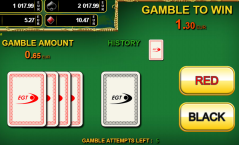 1 017.99 2 017.99
5.27 10.47
GAMBLE TO WIN
1.30
GAMBLE AMOUNT
0.65
HISTORY
EGT EGT
RED
BLACK
GAMBLE ATTEMPTS LEFT :